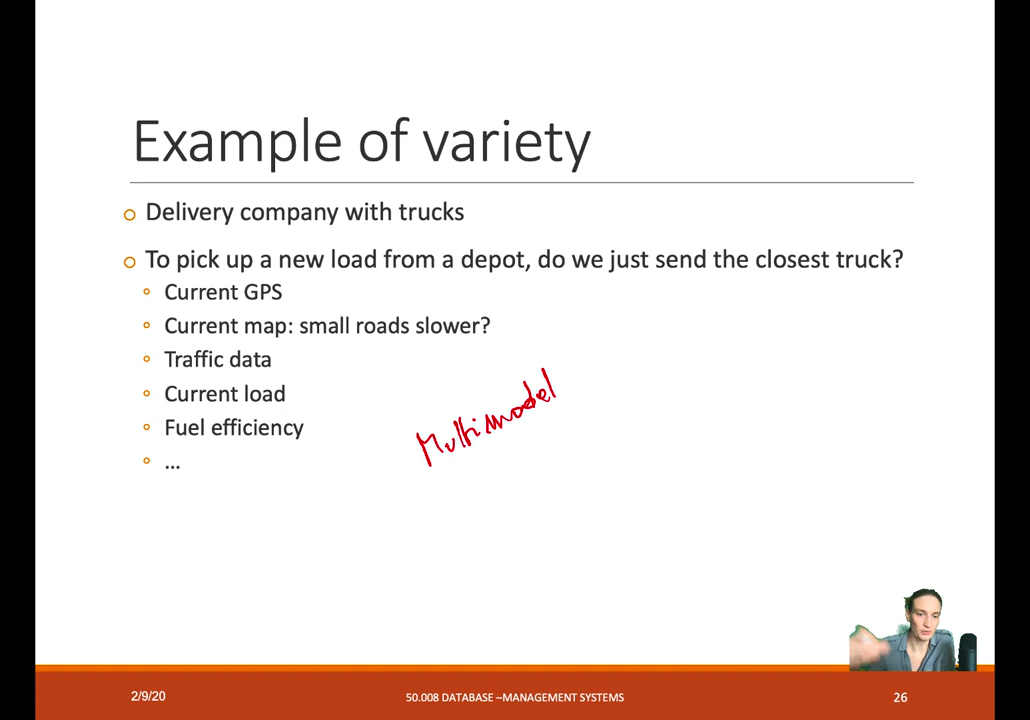 Example of variety
Delivery company with trucks
To pick up a new load from a depot, do we just send the closest truck?
Current GPS
Current map: small roads slower?
Traffic data
Current load
Fuel efficiency
...
Multimodel
2/9/20
50.008 DATABASE –MANAGEMENT SYSTEMS
26